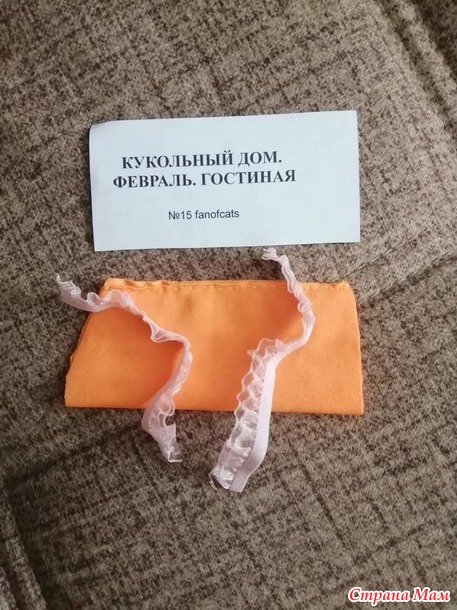 КУКОЛЬНЫЙ ДОМ.
ФЕВРАЛЬ. ГОСТИНАЯ
№15 fanofcats
Страна Мам